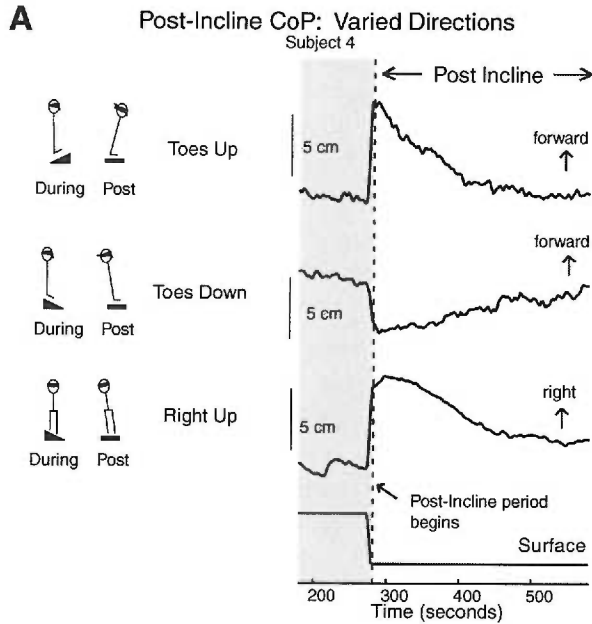 A
Post-Incline CoP: Varied Directions
Subject 4
Post Incline
During Post
Toes Up
5 cm
forward
During Post
Toes Down
5 cm
forward
During Post
Right Up
5 cm
right
Post-Incline period
begins
Surface
200 300 400 500
Time (seconds)